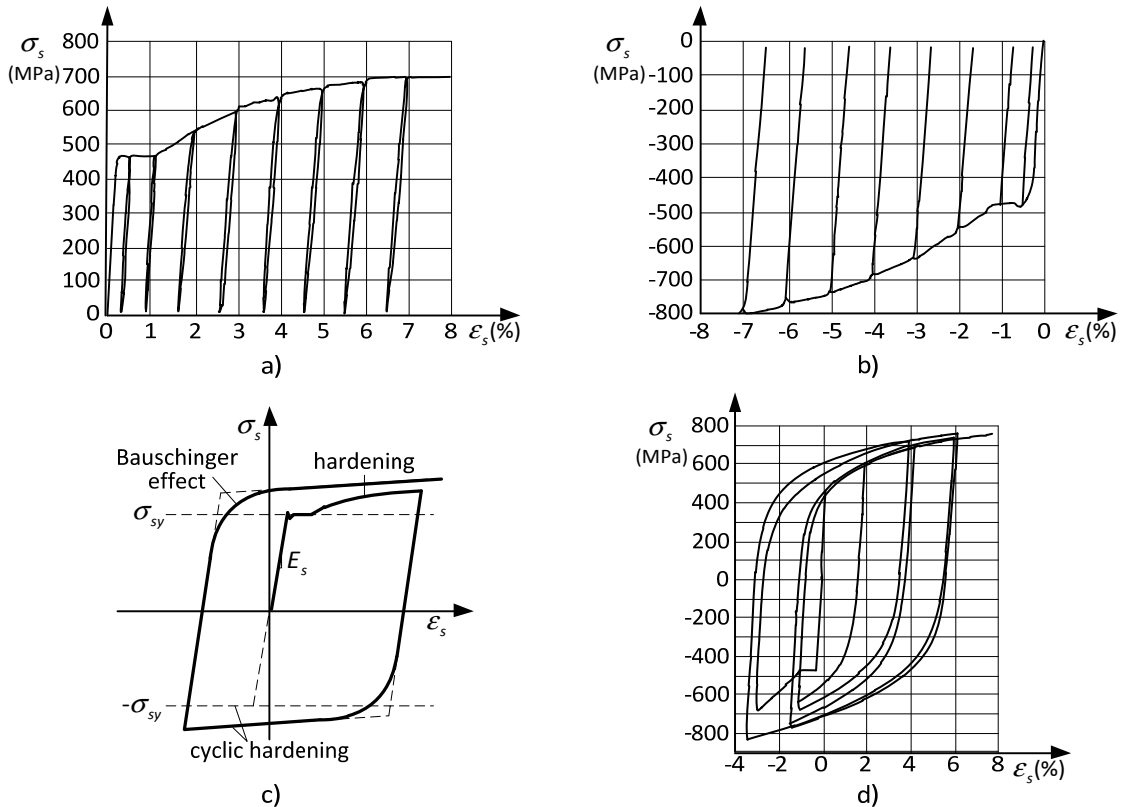 σₛ
(MPa)
800
700
600
500
400
300
200
100
0
0 1 2 3 4 5 6 7 8 εₛ(%)
a)
σₛ
(MPa)
0
-100
-200
-300
-400
-500
-600
-700
-800
-8 -7 -6 -5 -4 -3 -2 -1 0 εₛ(%)
b)
σₛ
Bauschinger
effect
hardening
σₛᵧ
Eₛ
εₛ
-σₛᵧ
cyclic hardening
c)
σₛ
(MPa)
800
600
400
200
0
-200
-400
-600
-800
-4 -2 0 2 4 6 8 εₛ(%)
d)